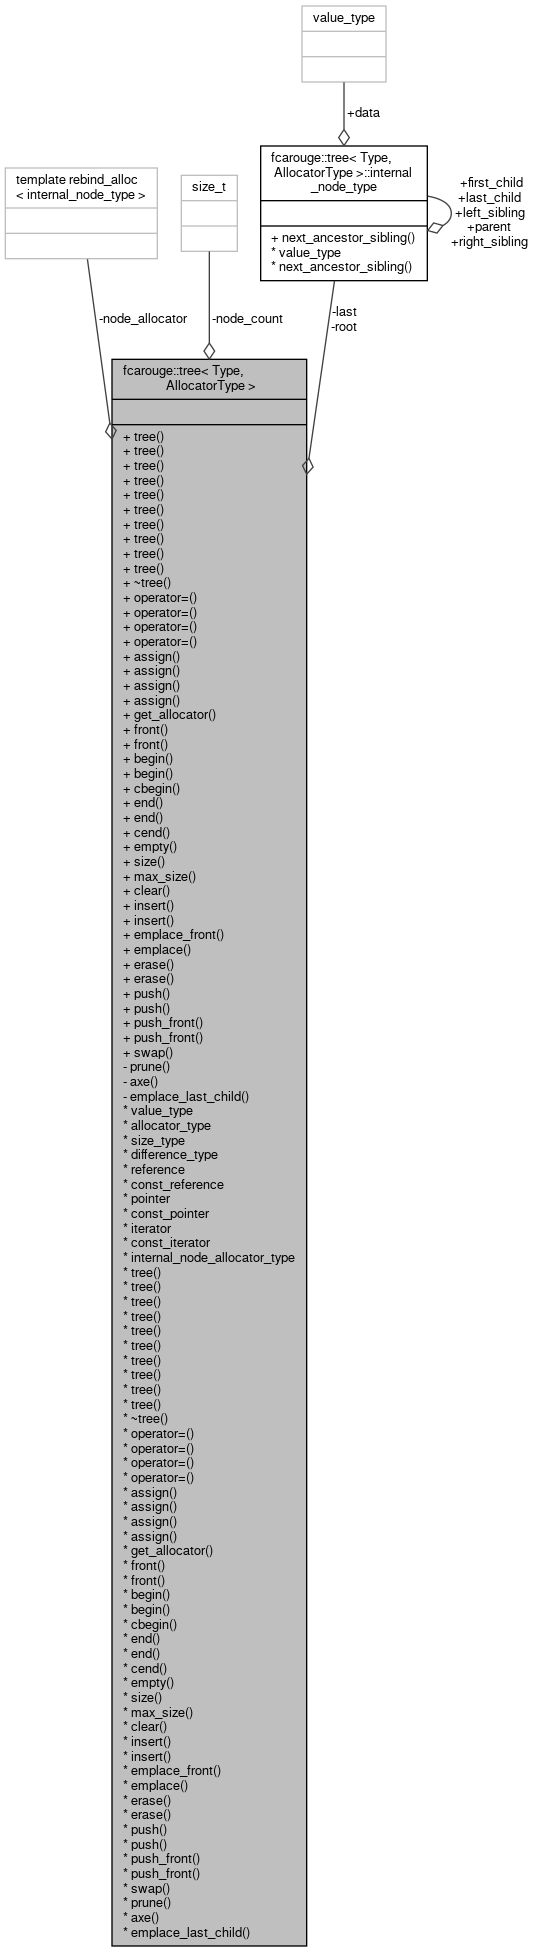 value_type
+data
fcarouge::tree< Type,
AllocatorType >::internal
_node_type
+ next_ancestor_sibling()
* value_type
* next_ancestor_sibling()
+first_child
+last_child
+left_sibling
+parent
+right_sibling
template rebind_alloc
< internal_node_type >
size_t
-node_allocator
-node_count
-last
-root
fcarouge::tree< Type,
AllocatorType >
+ tree()
+ tree()
+ tree()
+ tree()
+ tree()
+ tree()
+ tree()
+ tree()
+ tree()
+ tree()
+ ~tree()
+ operator=()
+ operator=()
+ operator=()
+ operator=()
+ assign()
+ assign()
+ assign()
+ assign()
+ get_allocator()
+ front()
+ front()
+ begin()
+ begin()
+ cbegin()
+ end()
+ end()
+ cend()
+ empty()
+ size()
+ max_size()
+ clear()
+ insert()
+ insert()
+ emplace_front()
+ emplace()
+ erase()
+ erase()
+ push()
+ push()
+ push_front()
+ push_front()
+ swap()
- prune()
- axe()
- emplace_last_child()
* value_type
* allocator_type
* size_type
* difference_type
* reference
* const_reference
* pointer
* const_pointer
* iterator
* const_iterator
* internal_node_allocator_type
* tree()
* tree()
* tree()
* tree()
* tree()
* tree()
* tree()
* tree()
* tree()
* tree()
* ~tree()
* operator=()
* operator=()
* operator=()
* operator=()
* assign()
* assign()
* assign()
* assign()
* get_allocator()
* front()
* front()
* begin()
* begin()
* cbegin()
* end()
* end()
* cend()
* empty()
* size()
* max_size()
* clear()
* insert()
* insert()
* emplace_front()
* emplace()
* erase()
* erase()
* push()
* push()
* push_front()
* push_front()
* swap()
* prune()
* axe()
* emplace_last_child()